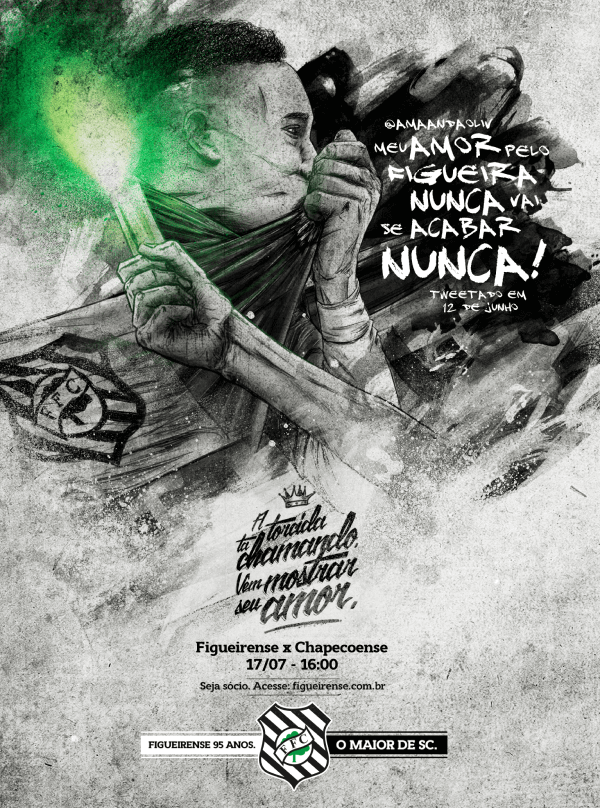 @AMAANDAOLIV
MEU AMOR PELO
FIGUEIRA
NUNCA VAI
SE ACABAR
NUNCA!
TWEETADO EM
12 DE JUNHO
FFC
A torcida
tá chamando.
Vem mostrar
seu amor.
Figueirense x Chapecoense
17/07 - 16:00
Seja sócio. Acesse: figueirense.com.br
FIGUEIRENSE 95 ANOS.
FFC
O MAIOR DE SC.